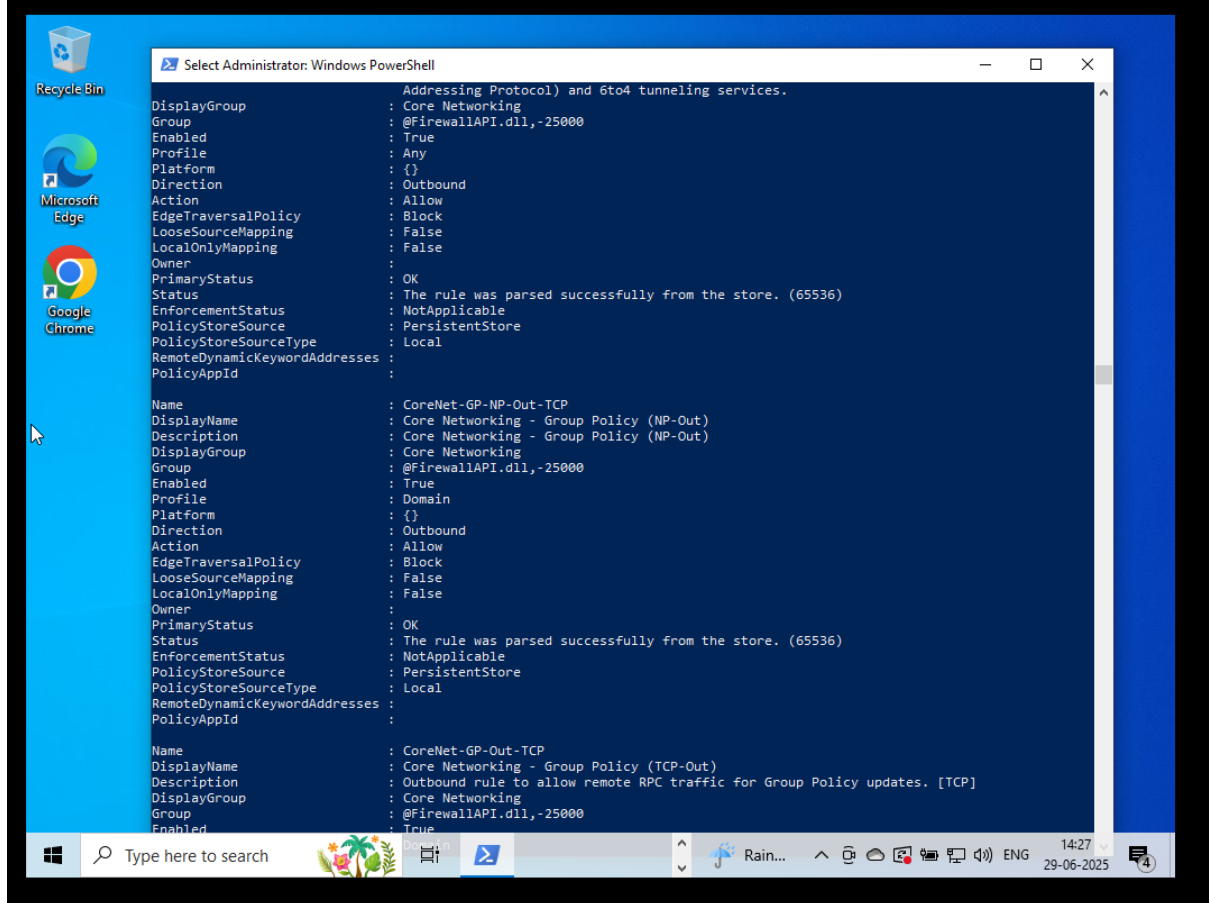 Recycle Bin
Microsoft
Edge
Google
Chrome
Select Administrator: Windows PowerShell
Addressing Protocol) and 6to4 tunneling services.
DisplayGroup : Core Networking
Group : @FirewallAPI.dll,-25000
Enabled : True
Profile : Any
Platform : {}
Direction : Outbound
Action : Allow
EdgeTraversalPolicy : Block
LooseSourceMapping : False
LocalOnlyMapping : False
Owner :
PrimaryStatus : OK
Status : The rule was parsed successfully from the store. (65536)
EnforcementStatus : NotApplicable
PolicyStoreSource : PersistentStore
PolicyStoreSourceType : Local
RemoteDynamicKeywordAddresses :
PolicyAppId :
Name : CoreNet-GP-NP-Out-TCP
DisplayName : Core Networking - Group Policy (NP-Out)
Description : Core Networking - Group Policy (NP-Out)
DisplayGroup : Core Networking
Group : @FirewallAPI.dll,-25000
Enabled : True
Profile : Domain
Platform : {}
Direction : Outbound
Action : Allow
EdgeTraversalPolicy : Block
LooseSourceMapping : False
LocalOnlyMapping : False
Owner :
PrimaryStatus : OK
Status : The rule was parsed successfully from the store. (65536)
EnforcementStatus : NotApplicable
PolicyStoreSource : PersistentStore
PolicyStoreSourceType : Local
RemoteDynamicKeywordAddresses :
PolicyAppId :
Name : CoreNet-GP-Out-TCP
DisplayName : Core Networking - Group Policy (TCP-Out)
Description : Outbound rule to allow remote RPC traffic for Group Policy updates. [TCP]
DisplayGroup : Core Networking
Group : @FirewallAPI.dll,-25000
Enabled : True
Domain
Type here to search
Rain...
ENG
14:27
29-06-2025
4